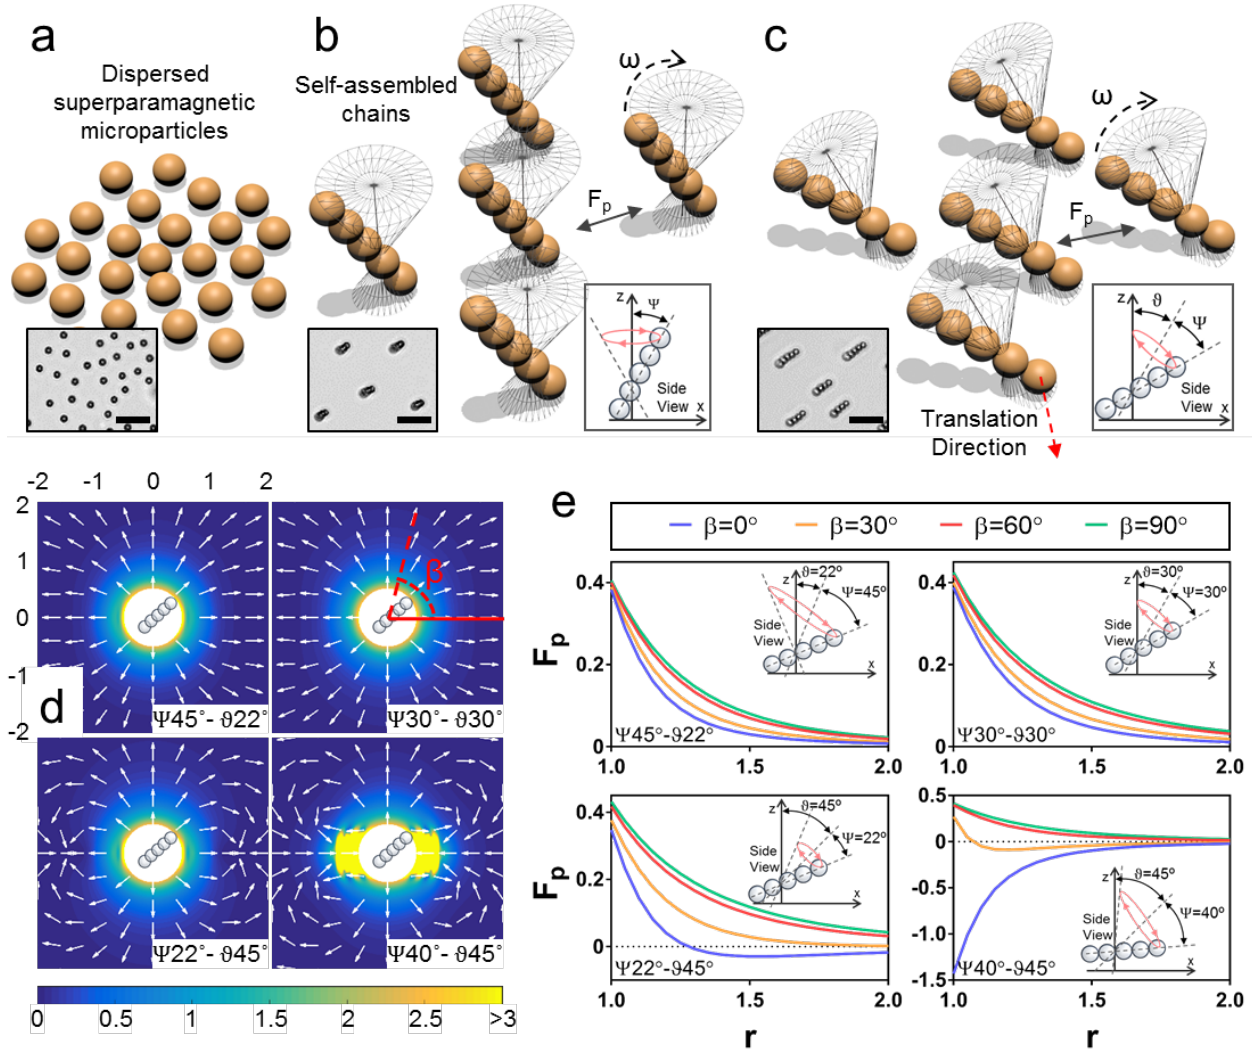 a
Dispersed
superparamagnetic
microparticles
b
Self-assembled
chains
ω
Fp
z
Ψ
Side
View
x
c
ω
Fp
Translation
Direction
z
ϑ
Ψ
Side
View
x
-2 -1 0 1 2
2
1
0
-1
-2
d
β
Ψ45°- ϑ22°
Ψ30°- ϑ30°
Ψ22°- ϑ45°
Ψ40°- ϑ45°
0 0.5 1 1.5 2 2.5 >3
e
β=0° β=30° β=60° β=90°
Fp
0.4
0.2
0
1.0 1.5 2.0
Ψ45°-ϑ22°
z
ϑ=22°
Ψ=45°
Side
View
x
0.4
0.2
0
1.0 1.5 2.0
Ψ30°-ϑ30°
z
ϑ=30°
Ψ=30°
Side
View
x
Fp
0.4
0.2
0
1.0 1.5 2.0
Ψ22°-ϑ45°
z
ϑ=45°
Ψ=22°
Side
View
x
r
0.5
0
-0.5
-1.0
-1.5
1.0 1.5 2.0
Ψ40°-ϑ45°
z
ϑ=45°
Ψ=40°
Side
View
x
r